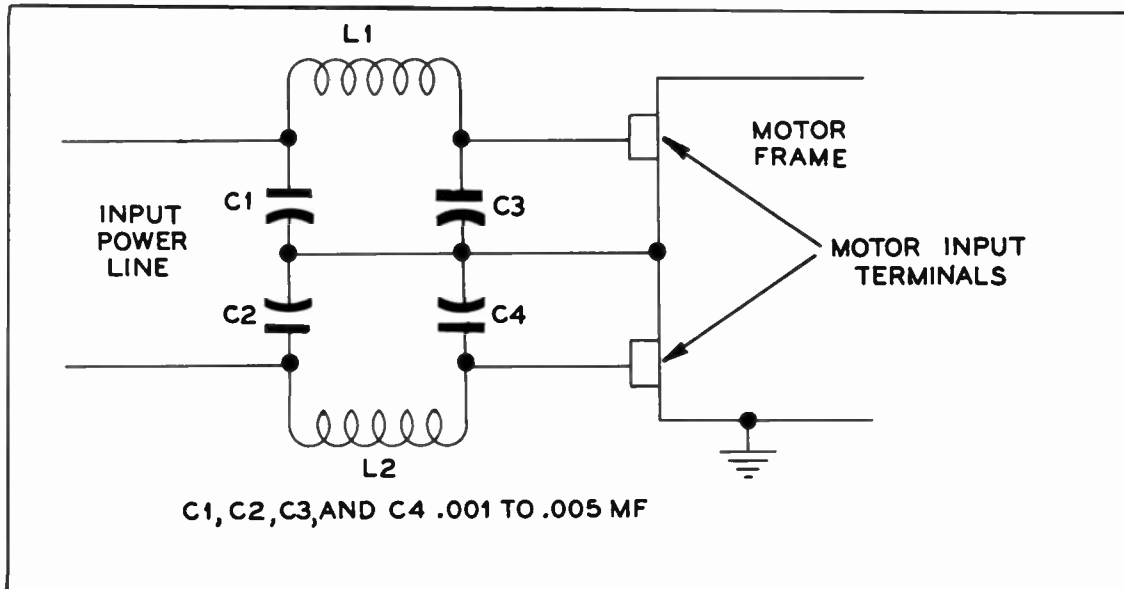 L1
C1
C3
INPUT
POWER
LINE
MOTOR
FRAME
MOTOR INPUT
TERMINALS
C2
C4
L2
C1, C2, C3, AND C4 .001 TO .005 MF